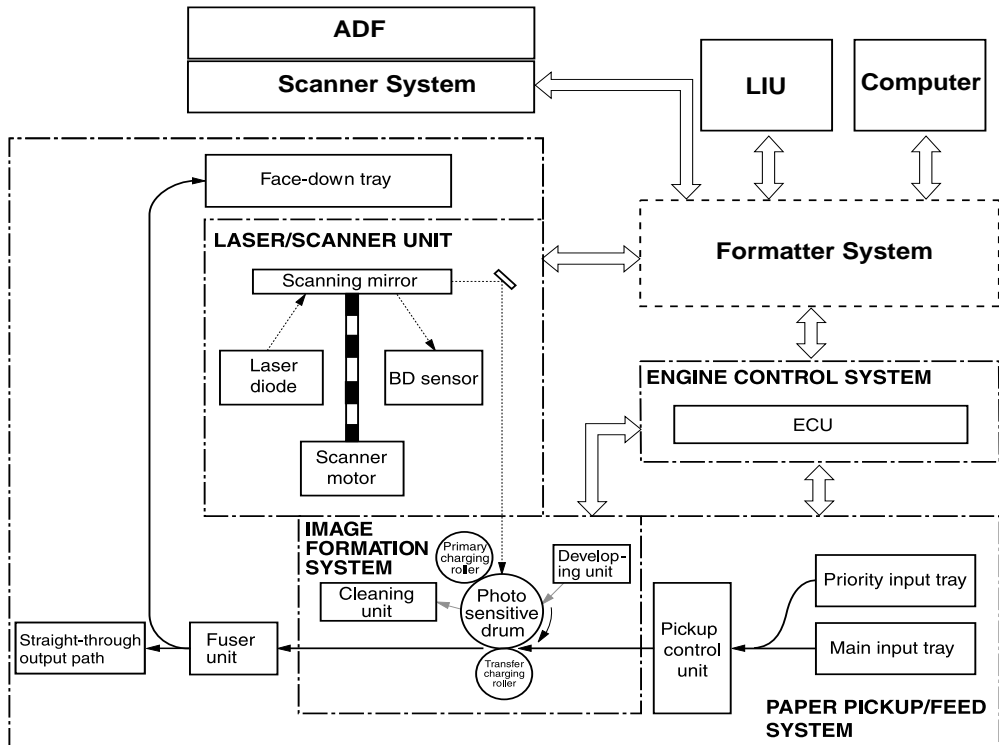 ADF
Scanner System
LIU
Computer
Face-down tray
Formatter System
LASER/SCANNER UNIT
Scanning mirror
Laser
diode
BD sensor
Scanner
motor
ENGINE CONTROL SYSTEM
ECU
IMAGE
FORMATION
SYSTEM
Primary
charging
roller
Develop-
ing unit
Cleaning
unit
Photo
sensitive
drum
Transfer
charging
roller
Straight-through
output path
Fuser
unit
Pickup
control
unit
Priority input tray
Main input tray
PAPER PICKUP/FEED
SYSTEM